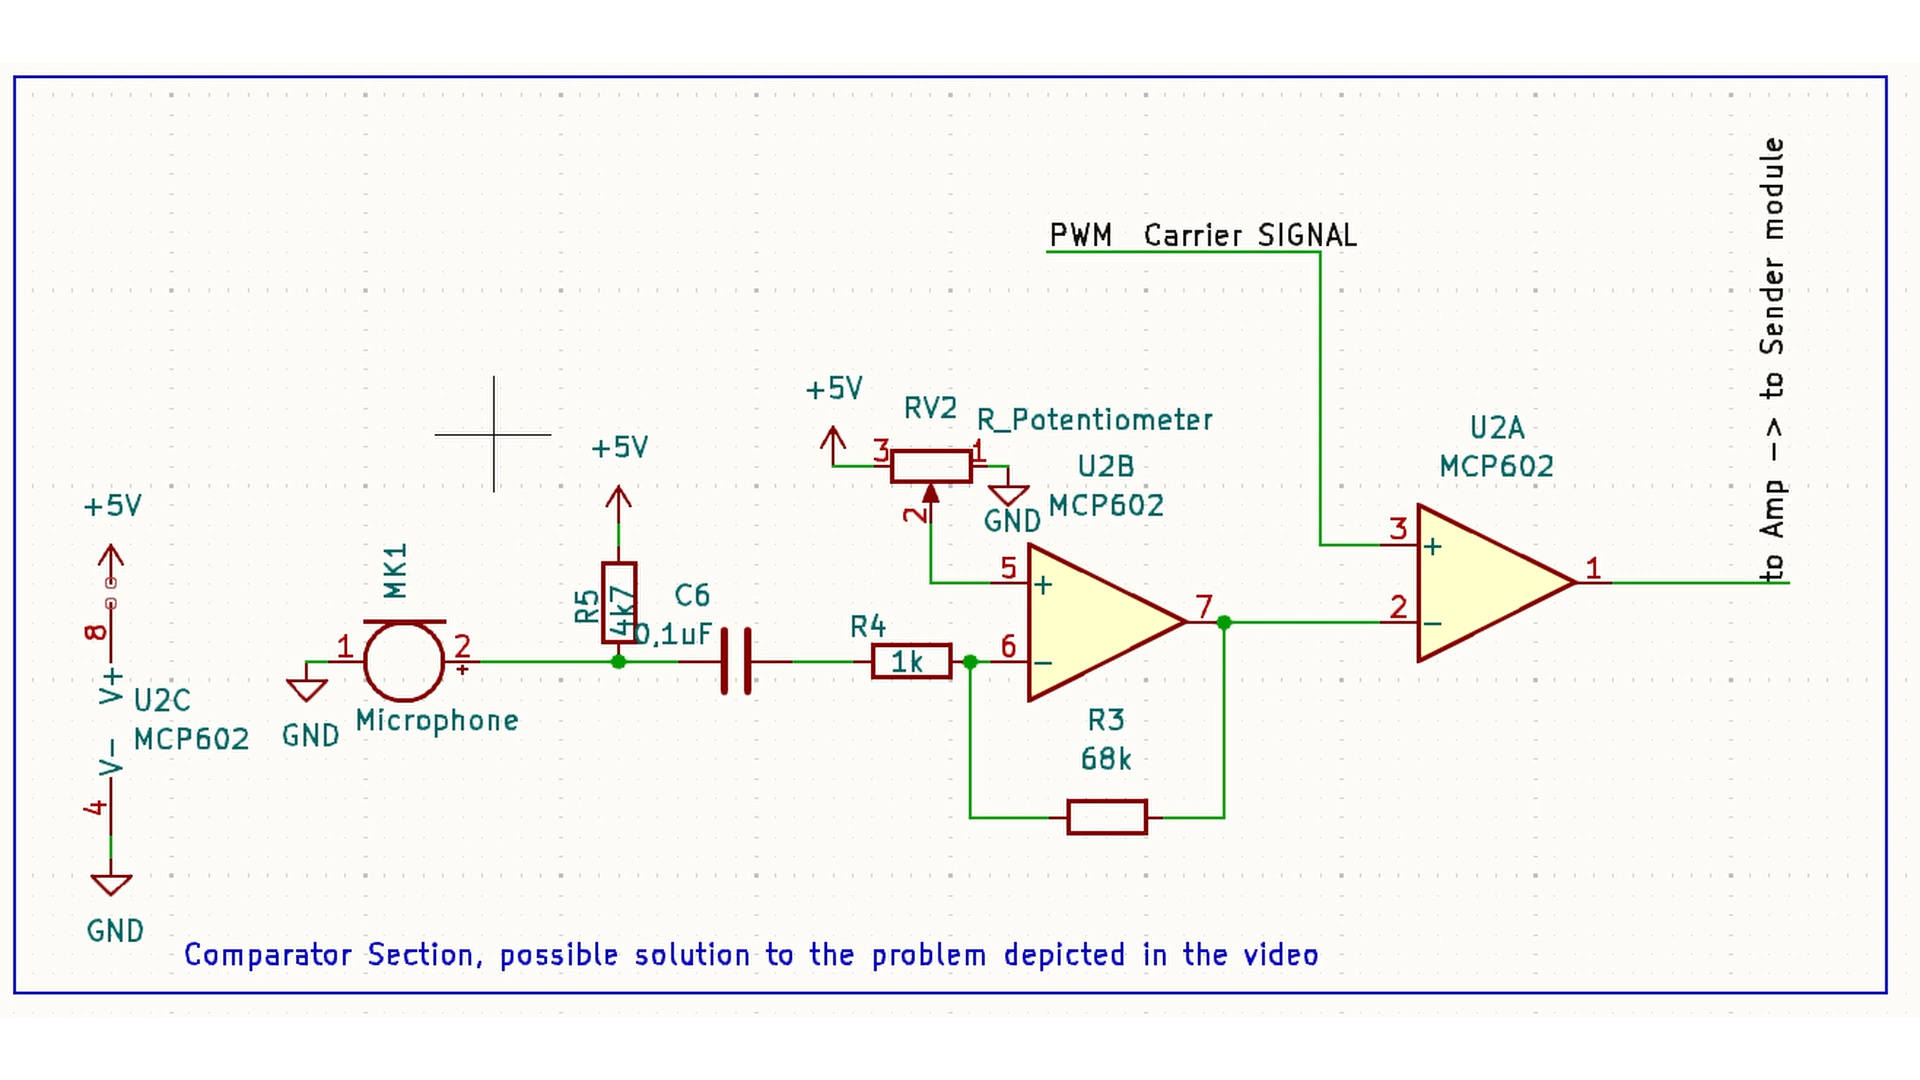 PWM Carrier SIGNAL
to Amp -> to Sender module
+5V
RV2
R_Potentiometer
3
1
2
GND
U2B
MCP602
U2A
MCP602
3
+
2
-
1
+5V
+5V
8
V+
U2C
MCP602
V-
4
GND
MK1
1
2
+
GND
Microphone
R5
4k7
C6
0,1uF
R4
1k
5
+
6
-
7
R3
68k
Comparator Section, possible solution to the problem depicted in the video